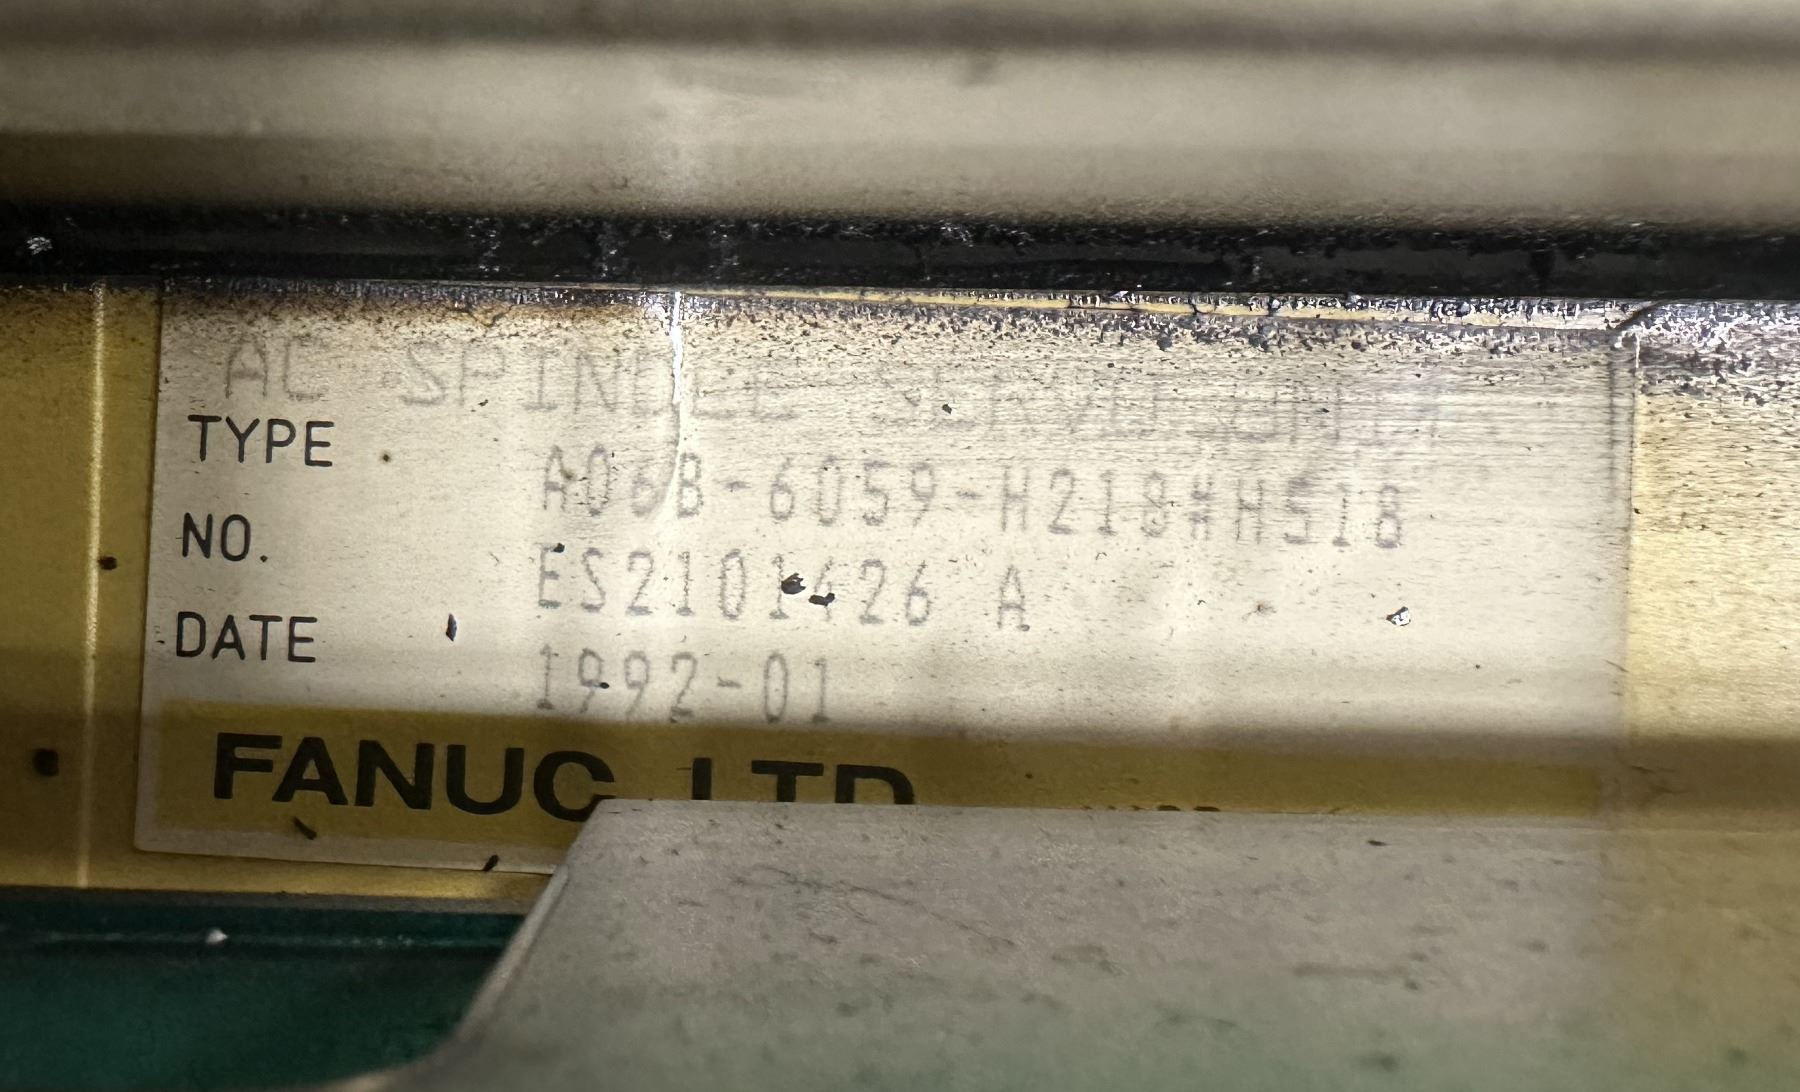 AC SPINDLE SERVO UNIT
TYPE A06B-6059-H218#H518
NO. ES2101426 A
DATE 1992-01
FANUC LTD